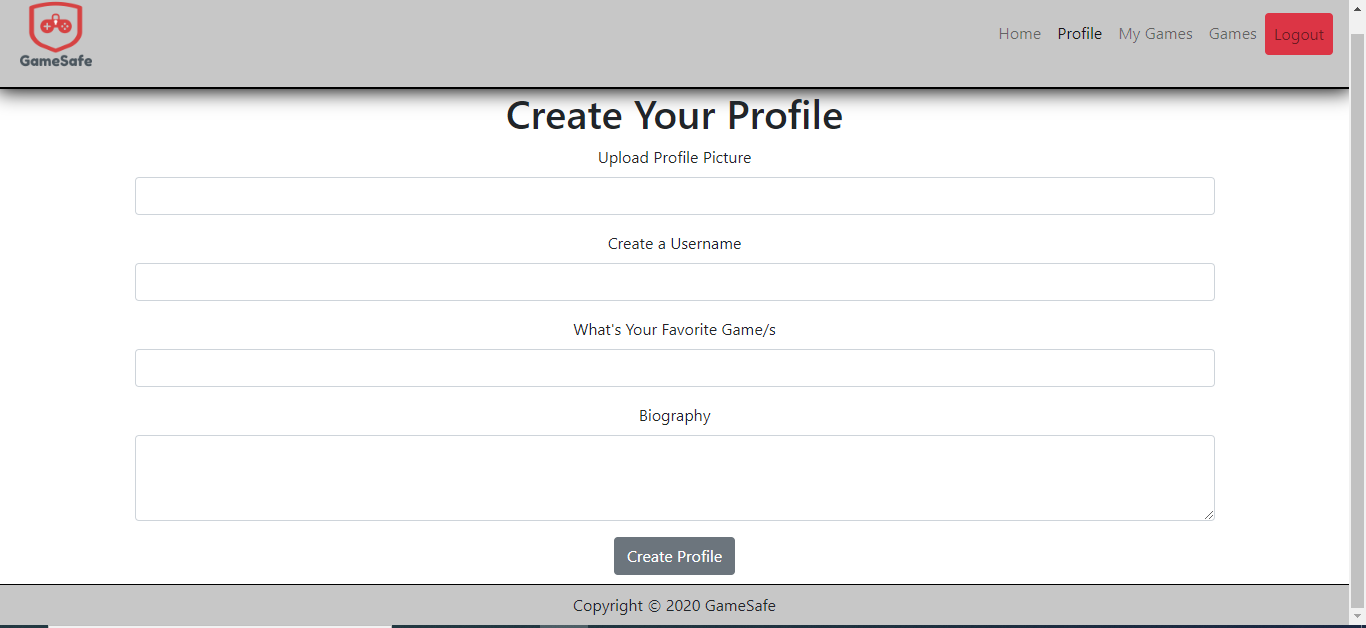 GameSafe
Home Profile My Games Games Logout
Create Your Profile
Upload Profile Picture
Create a Username
What's Your Favorite Game/s
Biography
Create Profile
Copyright © 2020 GameSafe